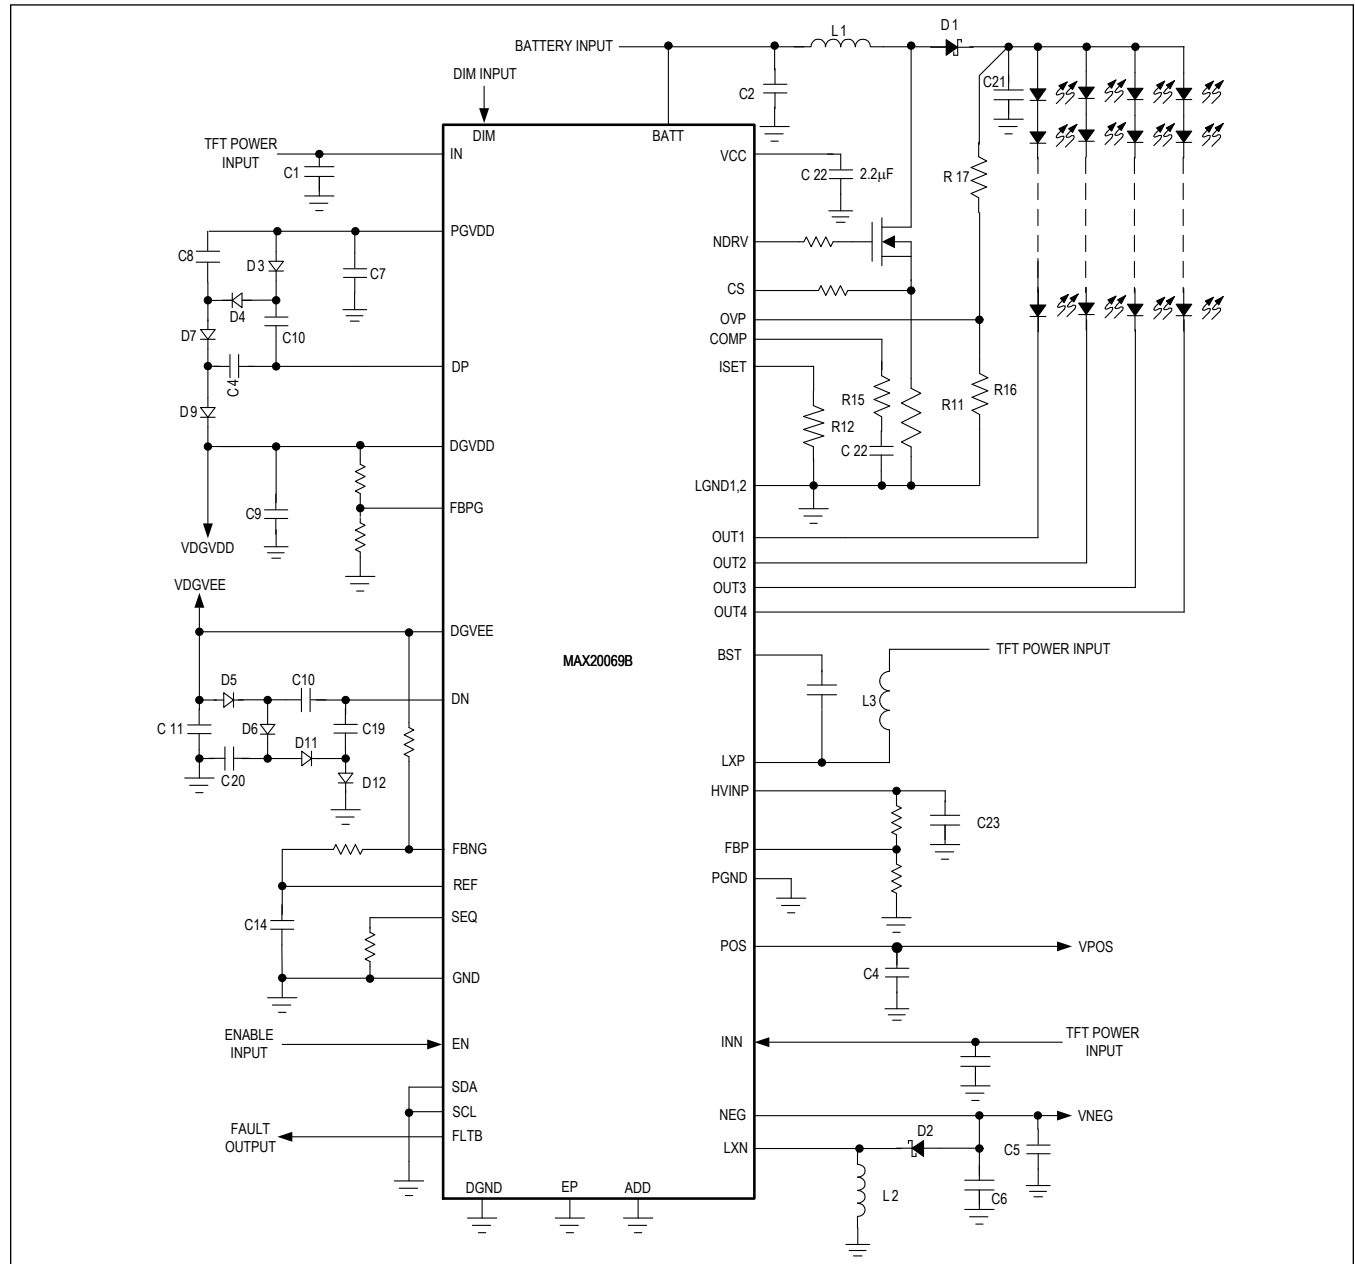 L1
D1
BATTERY INPUT
DIM INPUT
C2
C21
DIM
BATT
TFT POWER
INPUT
IN
VCC
C1
C 22
2.2µF
R 17
PGVDD
NDRV
C8
D3
C7
CS
D4
OVP
D7
C10
COMP
DP
ISET
C4
R15
R16
D9
R11
R12
DGVDD
C 22
LGND1,2
FBPG
C9
OUT1
VDGVDD
OUT2
VDGVEE
OUT3
OUT4
DGVEE
BST
TFT POWER INPUT
MAX20069B
D5
C10
DN
L3
C 11
D6
C19
D11
LXP
C20
D12
HVINP
C23
FBNG
FBP
REF
PGND
SEQ
C14
POS
VPOS
C4
GND
ENABLE
INPUT
EN
INN
TFT POWER
INPUT
SDA
SCL
NEG
VNEG
FAULT
OUTPUT
FLTB
D2
LXN
C5
DGND
EP
ADD
L2
C6